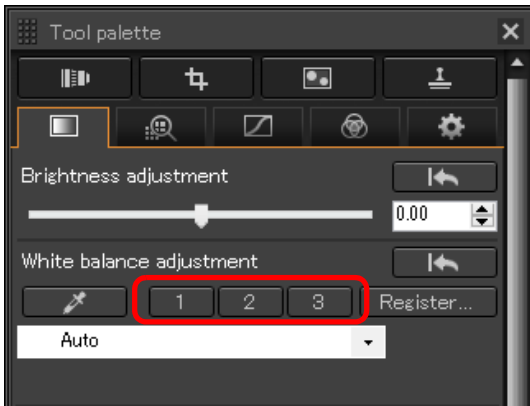 Tool palette
Brightness adjustment
0.00
White balance adjustment
1 2 3 Register...
Auto